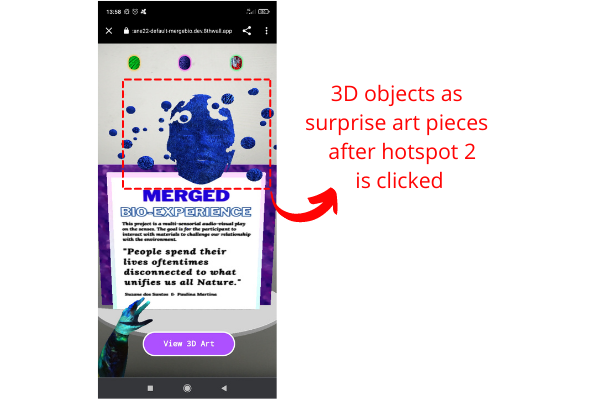 13:58
:ane22-default-mergebio.dev.8thwall.app
3D objects as
surprise art pieces
after hotspot 2
is clicked
MERGED
BIO-EXPERIENCE
This project is a multi-sensorial audio-visual play
on the senses. The goal is for the participant to
interact with materials to challenge our relationship
with the environment.
"People spend their
lives oftentimes
disconnected to what
unifies us all Nature."
Suzane dos Santos & Paulina Martina
View 3D Art